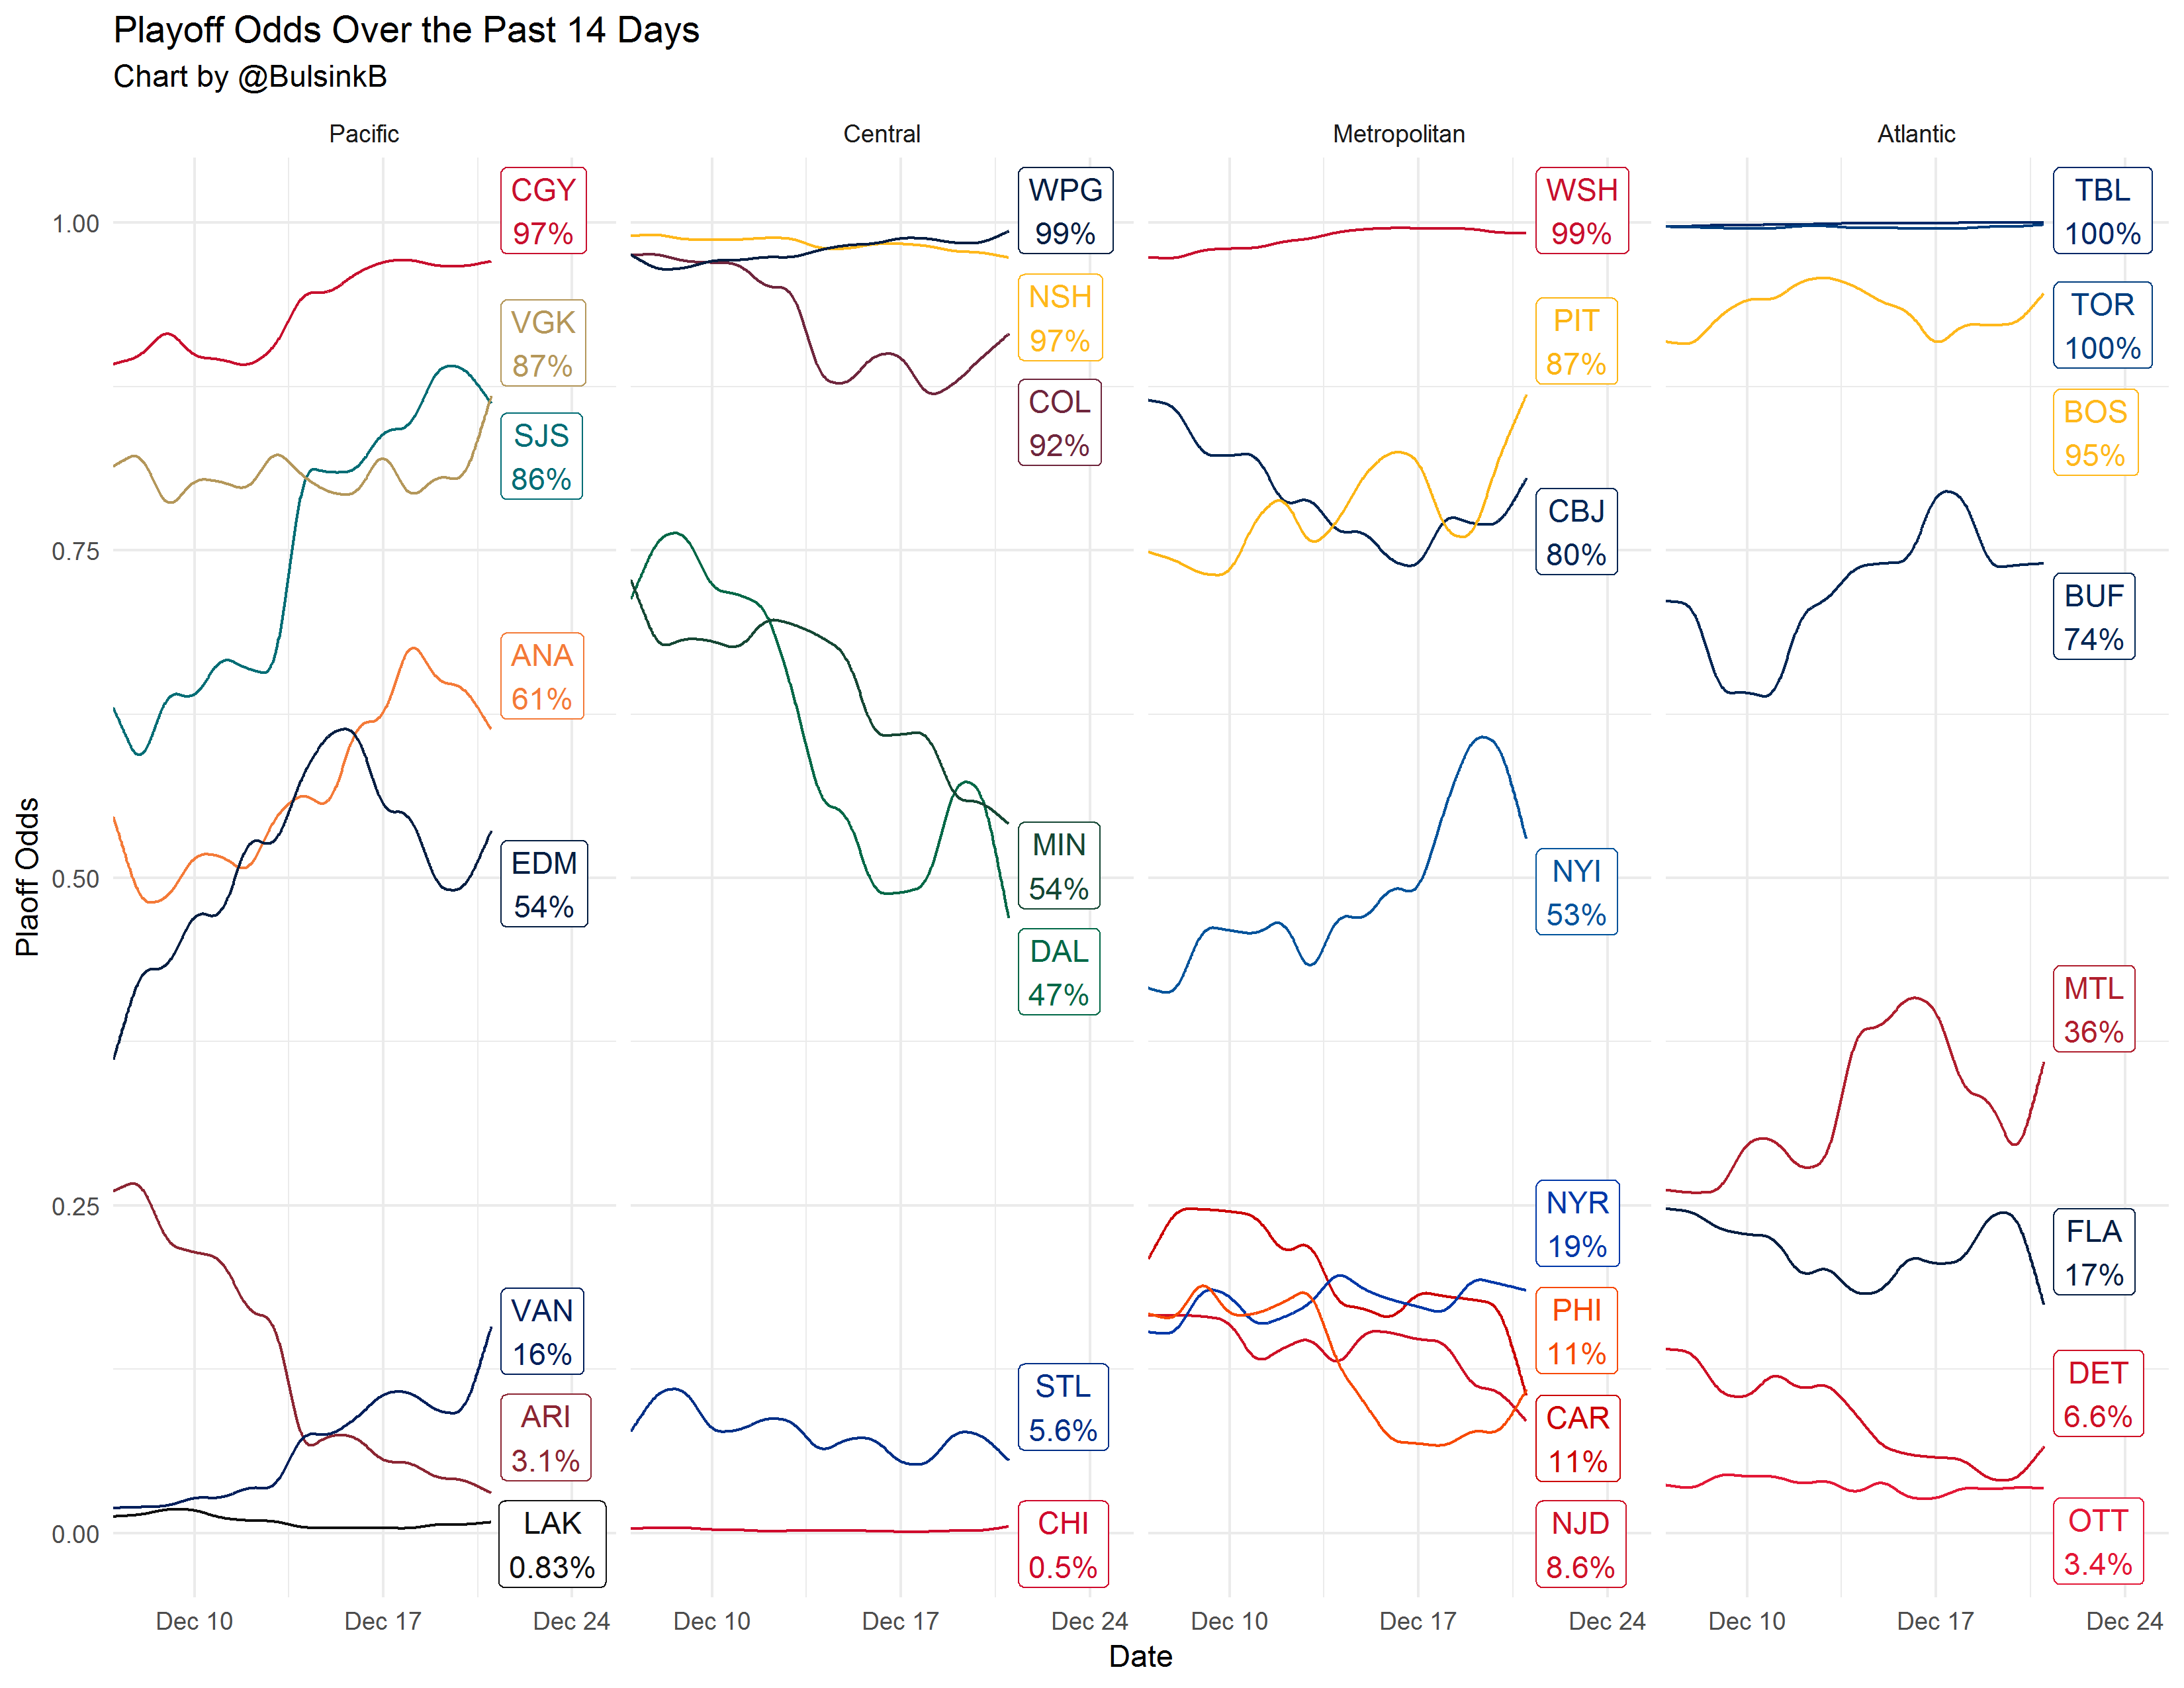 Playoff Odds Over the Past 14 Days
Chart by @BulsinkB
Pacific
Central
Metropolitan
Atlantic
Plaoff Odds
1.00
0.75
0.50
0.25
0.00
CGY
97%
VGK
87%
SJS
86%
ANA
61%
EDM
54%
VAN
16%
ARI
3.1%
LAK
0.83%
WPG
99%
NSH
97%
COL
92%
MIN
54%
DAL
47%
STL
5.6%
CHI
0.5%
WSH
99%
PIT
87%
CBJ
80%
NYI
53%
NYR
19%
PHI
11%
CAR
11%
NJD
8.6%
TBL
100%
TOR
100%
BOS
95%
BUF
74%
MTL
36%
FLA
17%
DET
6.6%
OTT
3.4%
Dec 10
Dec 17
Dec 24
Dec 10
Dec 17
Dec 24
Dec 10
Dec 17
Dec 24
Dec 10
Dec 17
Dec 24
Date